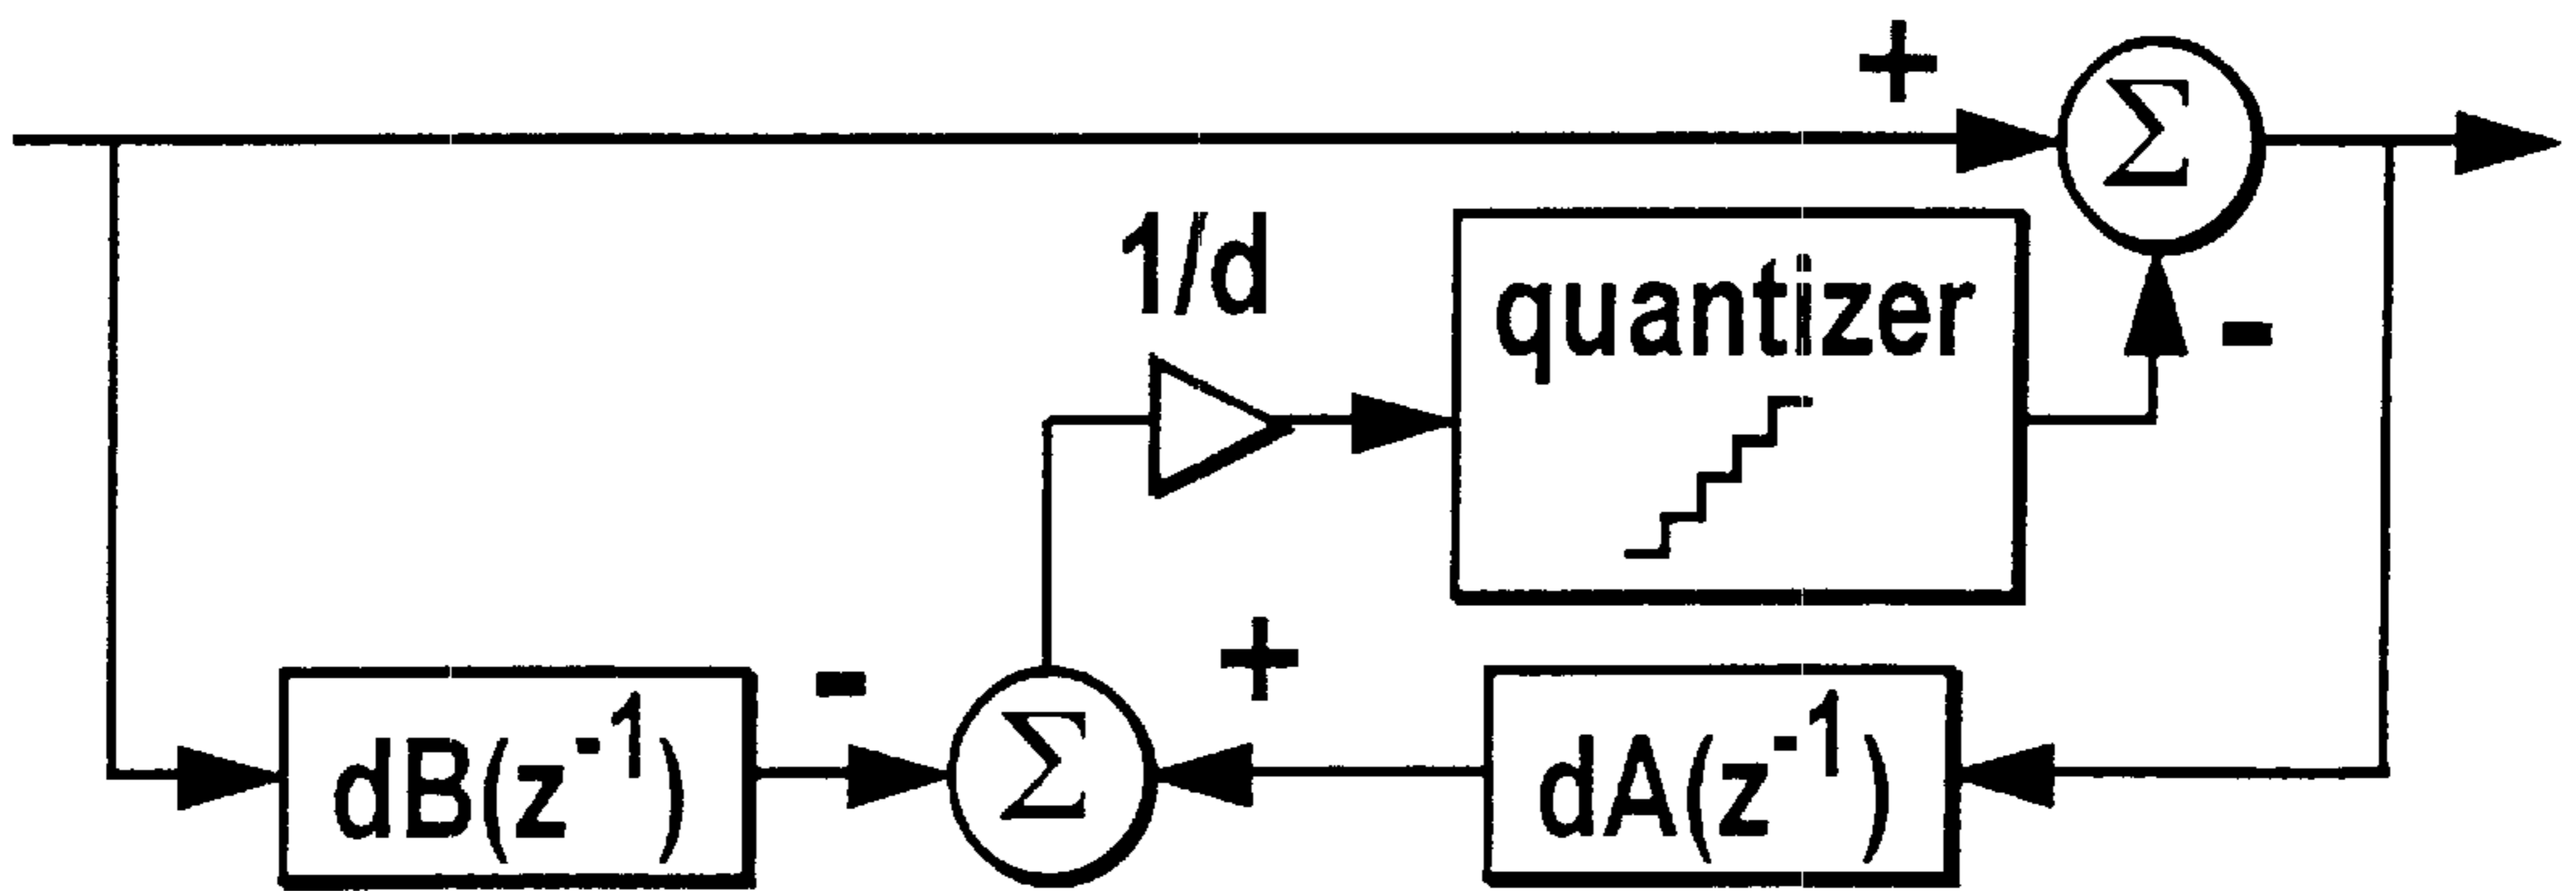 +
Σ
1/d
quantizer
-
+
-
dB(z⁻¹)
Σ
dA(z⁻¹)